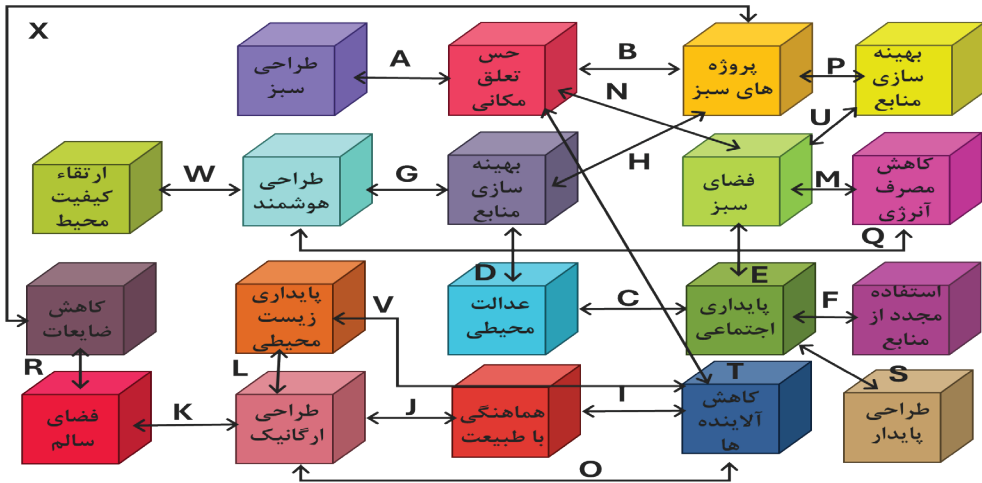 X
طراحی
سبز
A
حس
تعلق
مکانی
B
N
پروژه
های سبز
P
بهینه
سازی
منابع
U
ارتقاء
کیفیت
محیط
W
طراحی
هوشمند
G
بهینه
سازی
منابع
H
فضای
سبز
M
کاهش
مصرف
آنرژی
Q
کاهش
ضایعات
پایداری
زیست
محیطی
V
D
عدالت
محیطی
C
E
پایداری
اجتماعی
F
استفاده
مجدد از
منابع
R
L
T
S
فضای
سالم
K
طراحی
ارگانیک
J
هماهنگی
با طبیعت
I
کاهش
آلاینده
ها
طراحی
پایدار
O